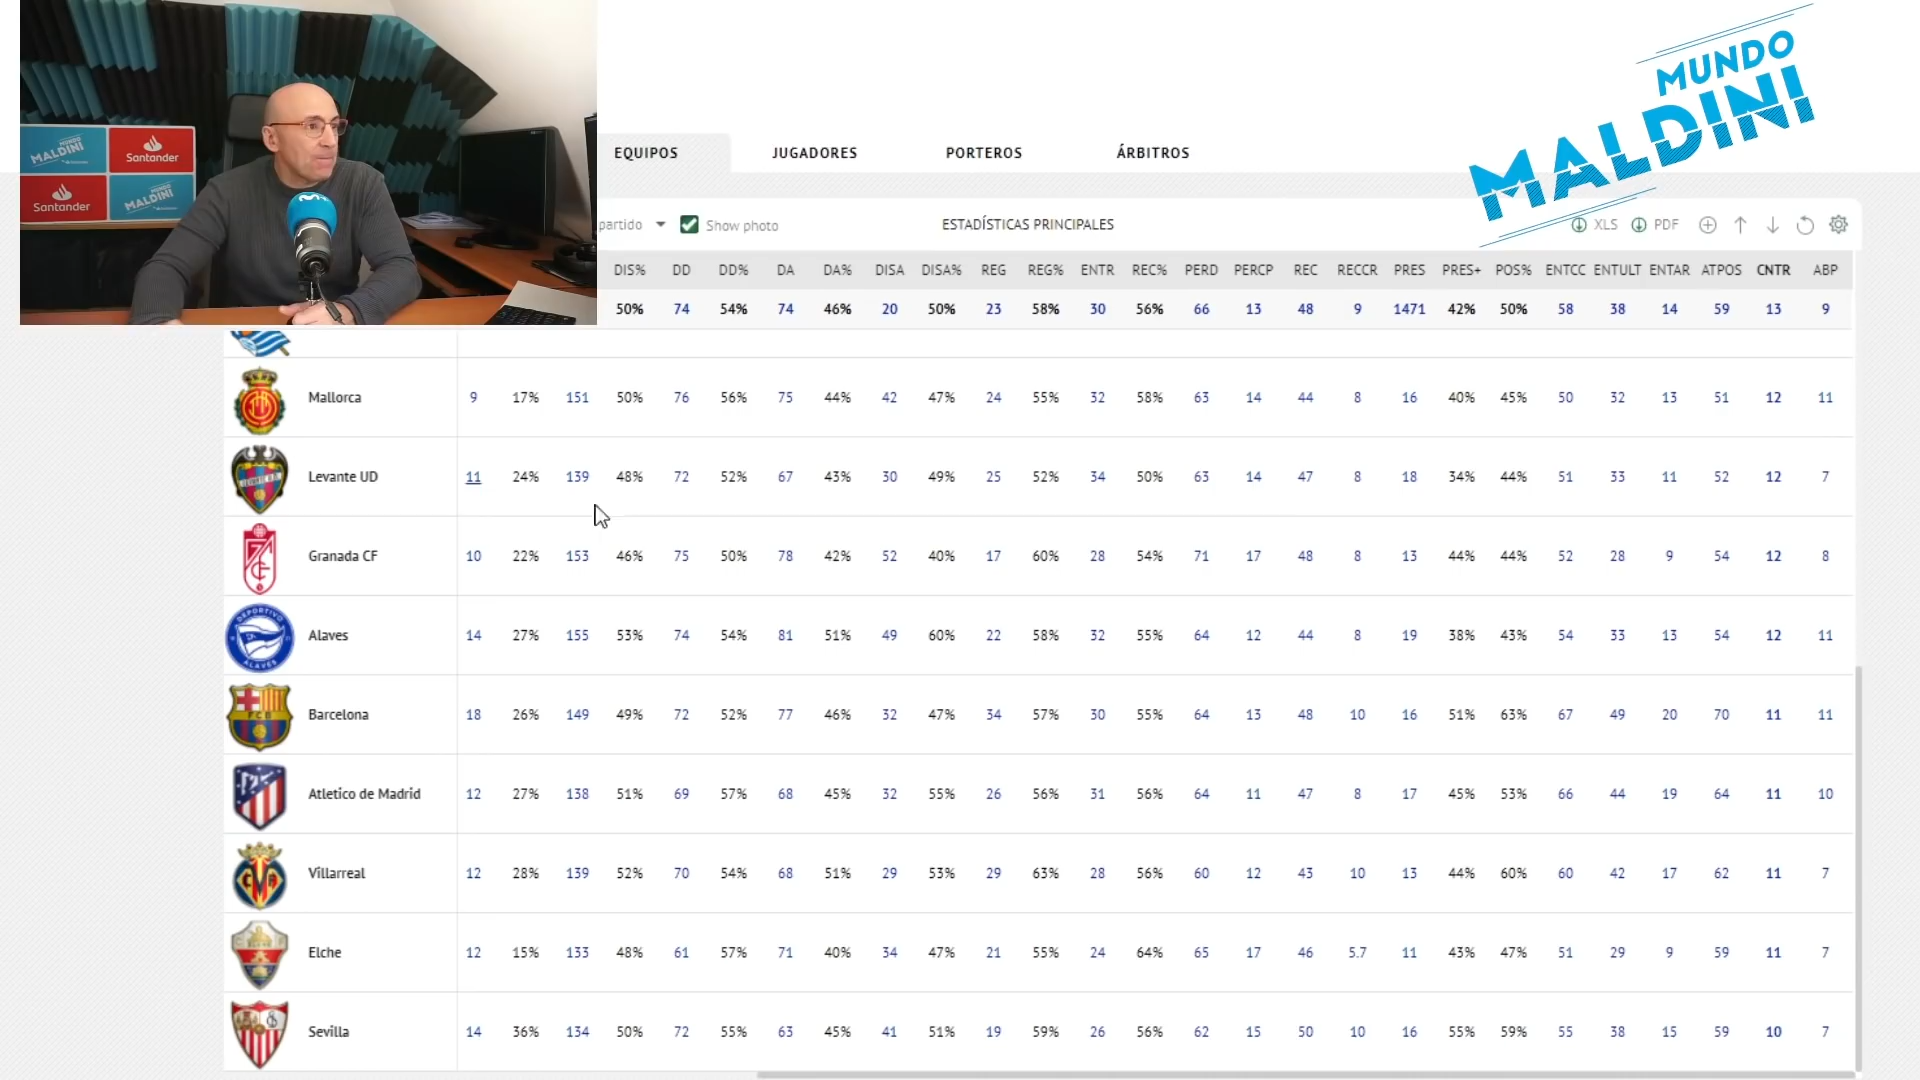 MUNDO
MALDINI
MUNDO
MALDINI
Santander
Santander
MUNDO
MALDINI
EQUIPOS JUGADORES PORTEROS ÁRBITROS
partido Show photo ESTADÍSTICAS PRINCIPALES XLS PDF
DIS% DD DD% DA DA% DISA DISA% REG REG% ENTR REC% PERD PERCP REC RECCR PRES PRES+ POS% ENTCC ENTULT ENTAR ATPOS CNTR ABP
50% 74 54% 74 46% 20 50% 23 58% 30 56% 66 13 48 9 1471 42% 50% 58 38 14 59 13 9
Mallorca 9 17% 151 50% 76 56% 75 44% 42 47% 24 55% 32 58% 63 14 44 8 16 40% 45% 50 32 13 51 12 11
Levante UD 11 24% 139 48% 72 52% 67 43% 30 49% 25 52% 34 50% 63 14 47 8 18 34% 44% 51 33 11 52 12 7
Granada CF 10 22% 153 46% 75 50% 78 42% 52 40% 17 60% 28 54% 71 17 48 8 13 44% 44% 52 28 9 54 12 8
DEPORTIVO
ALAVES
Alaves 14 27% 155 53% 74 54% 81 51% 49 60% 22 58% 32 55% 64 12 44 8 19 38% 43% 54 33 13 54 12 11
FCB
Barcelona 18 26% 149 49% 72 52% 77 46% 32 47% 34 57% 30 55% 64 13 48 10 16 51% 63% 67 49 20 70 11 11
Atletico de Madrid 12 27% 138 51% 69 57% 68 45% 32 55% 26 56% 31 56% 64 11 47 8 17 45% 53% 66 44 19 64 11 10
Villarreal 12 28% 139 52% 70 54% 68 51% 29 53% 29 63% 28 56% 60 12 43 10 13 44% 60% 60 42 17 62 11 7
Elche 12 15% 133 48% 61 57% 71 40% 34 47% 21 55% 24 64% 65 17 46 5.7 11 43% 47% 51 29 9 59 11 7
Sevilla 14 36% 134 50% 72 55% 63 45% 41 51% 19 59% 26 56% 62 15 50 10 16 55% 59% 55 38 15 59 10 7